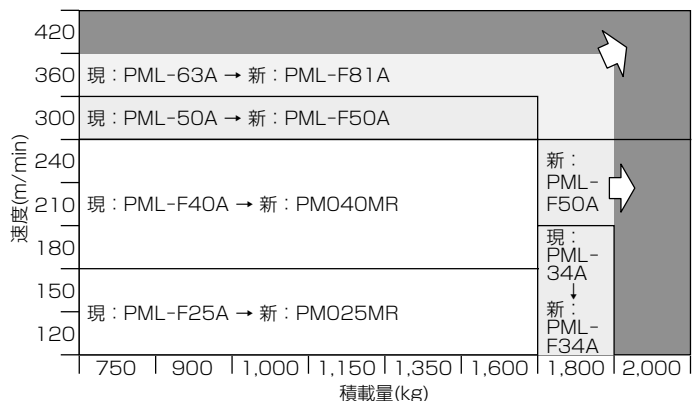 420
360
300
240
210
180
150
120
速度(m/min)
現：PML-63A → 新：PML-F81A
現：PML-50A → 新：PML-F50A
現：PML-F40A → 新：PM040MR
現：PML-F25A → 新：PM025MR
新：
PML-
F50A
現：
PML-
34A
↓
新：
PML-
F34A
750
900
1,000
1,150
1,350
1,600
1,800
2,000
積載量(kg)